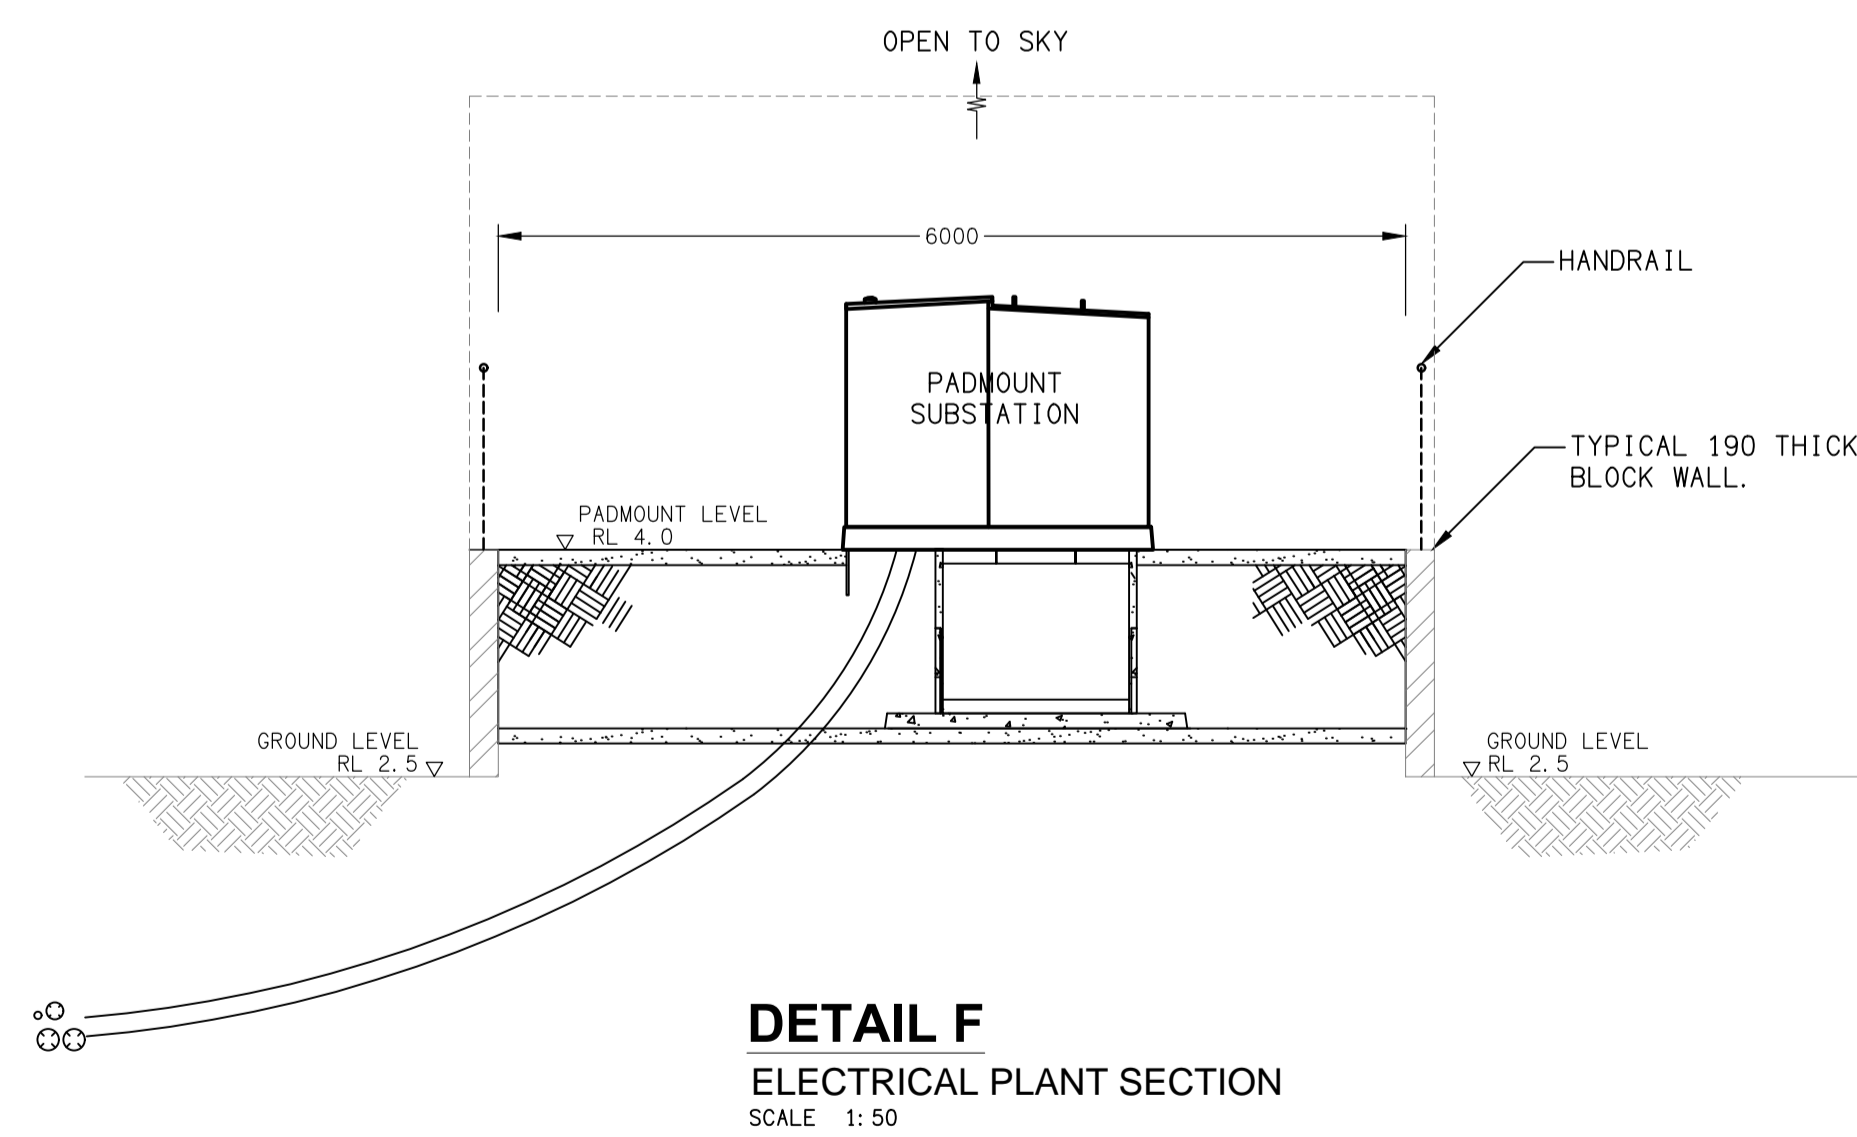 OPEN TO SKY
6000
HANDRAIL
PADMOUNT
SUBSTATION
TYPICAL 190 THICK
BLOCK WALL.
PADMOUNT LEVEL
RL 4.0
GROUND LEVEL
RL 2.5
GROUND LEVEL
RL 2.5
DETAIL F
ELECTRICAL PLANT SECTION
SCALE 1:50